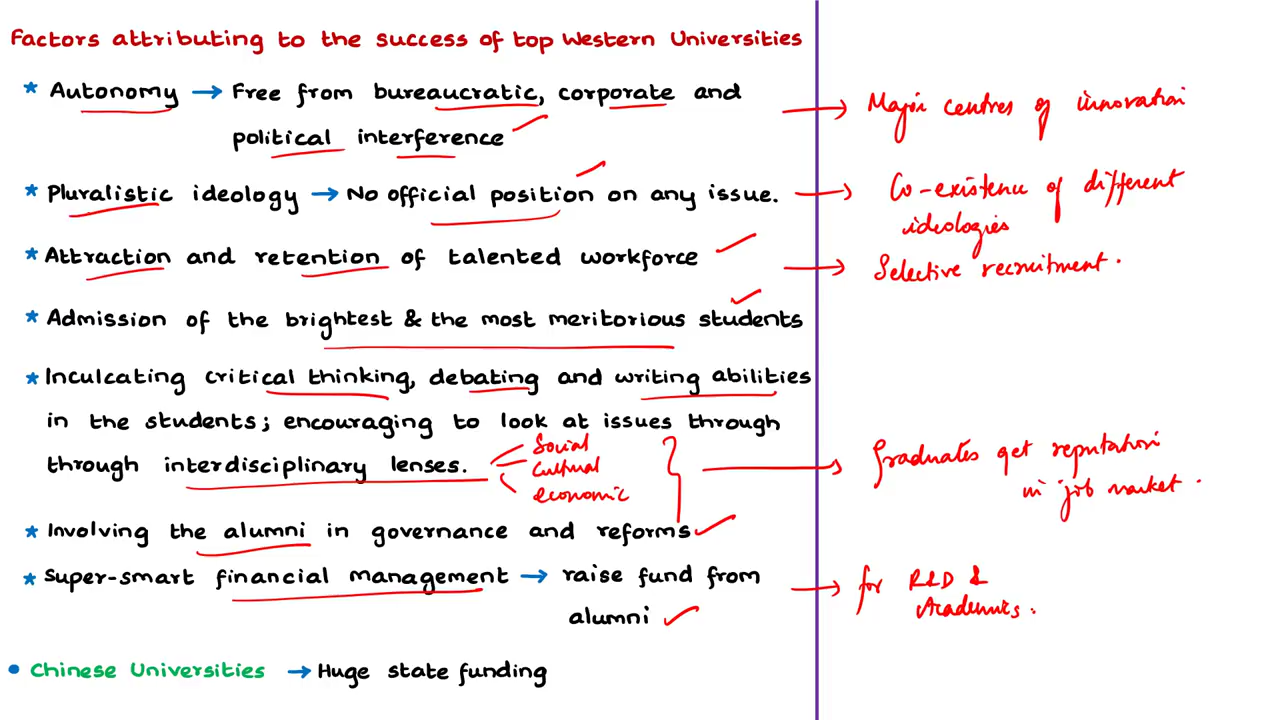 Factors attributing to the success of top Western Universities
* Autonomy → Free from bureaucratic, corporate and
political interference
→ Major centres of innovation
* Pluralistic ideology → No official position on any issue.
→ Co-existence of different
ideologies
* Attraction and retention of talented workforce
→ Selective recruitment.
* Admission of the brightest & the most meritorious students
* Inculcating critical thinking, debating and writing abilities
in the students; encouraging to look at issues through
through interdisciplinary lenses.
Social
Cultural
economic
→ Graduates get reputation
in job market.
* Involving the alumni in governance and reforms
* Super-smart financial management → raise fund from
alumni
→ for R&D &
Academics.
• Chinese Universities → Huge state funding